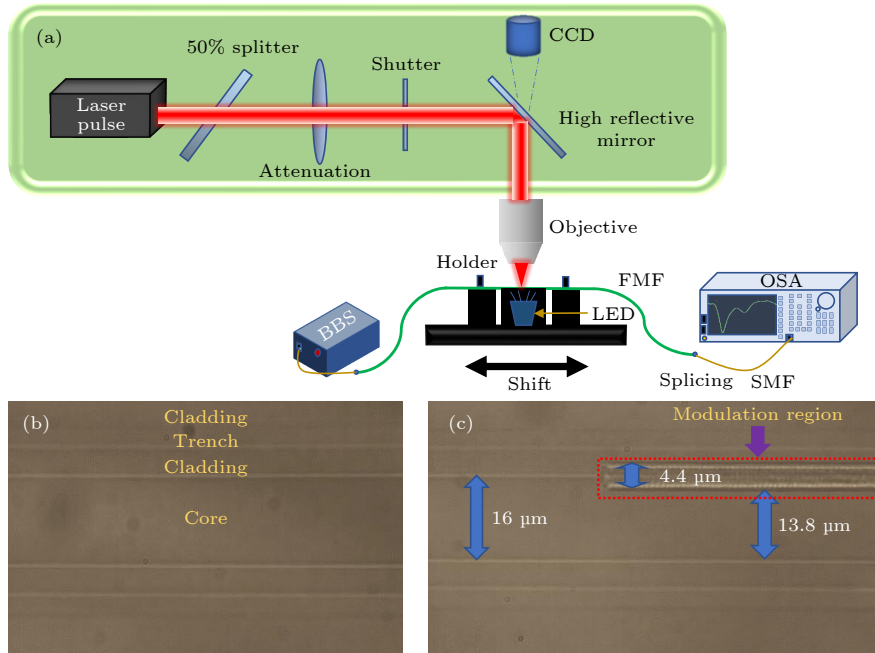 (a)
CCD
50% splitter
Shutter
Laser
pulse
High reflective
mirror
Attenuation
Objective
Holder
FMF
OSA
LED
BBS
Shift
Splicing
SMF
(b)
Cladding
Trench
Cladding
Core
(c)
Modulation region
4.4 µm
16 µm
13.8 µm